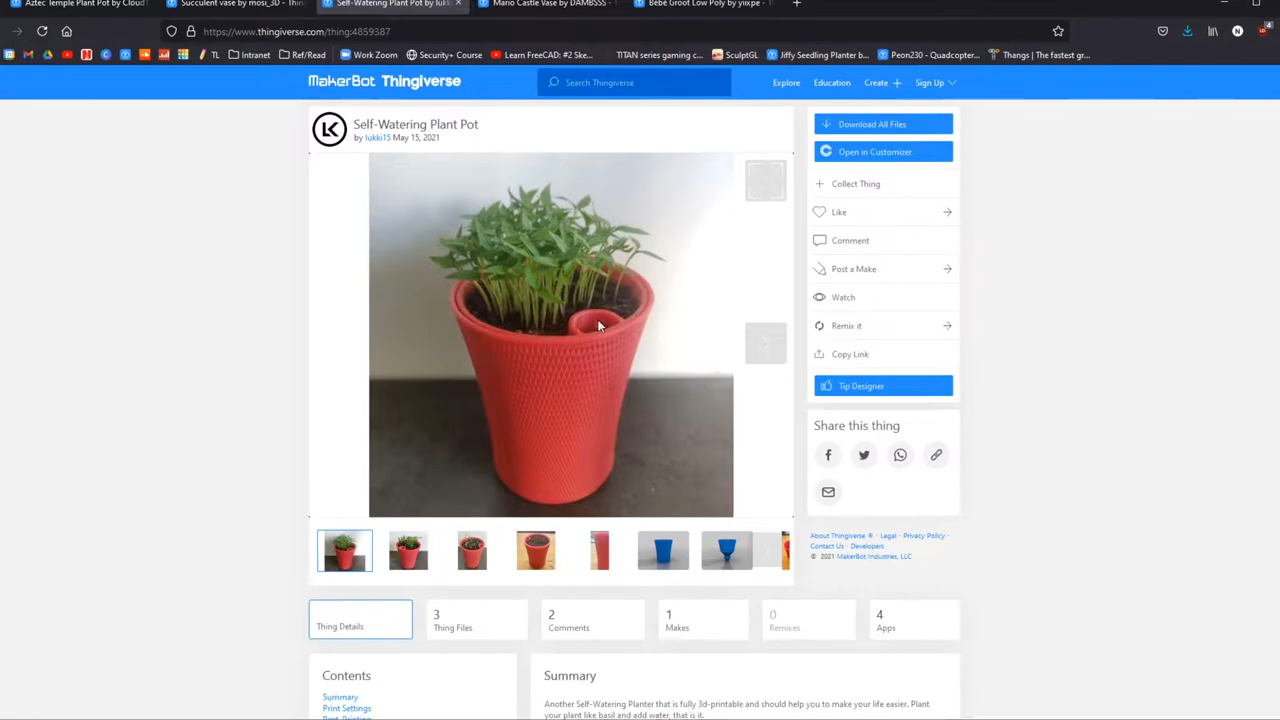 Aztec Temple Plant Pot by Cloud
Succulent vase by mosi_3D - Thin
Self-Watering Plant Pot by lukki
Mario Castle Vase by DAMBSSS -
Bebé Groot Low Poly by yixpe - T
https://www.thingiverse.com/thing:4859387
TL Intranet Ref/Read Work Zoom Security+ Course Learn FreeCAD: #2 Ske... TITAN series gaming c... SculptGL Jiffy Seedling Planter b... Peon230 - Quadcopter... Thangs | The fastest gr...
MakerBot Thingiverse
Search Thingiverse
Explore Education Create Sign Up
Self-Watering Plant Pot
by lukki15 May 15, 2021
Download All Files
Open in Customizer
Collect Thing
Like
Comment
Post a Make
Watch
Remix it
Copy Link
Tip Designer
Share this thing
About Thingiverse ® · Legal · Privacy Policy ·
Contact Us · Developers
© 2021 MakerBot Industries, LLC
Thing Details
3
Thing Files
2
Comments
1
Makes
0
Remixes
4
Apps
Contents
Summary
Print Settings
Post-Printing
Summary
Another Self-Watering Planter that is fully 3d-printable and should help you to make your life easier. Plant
your plant like basil and add water, that is it.